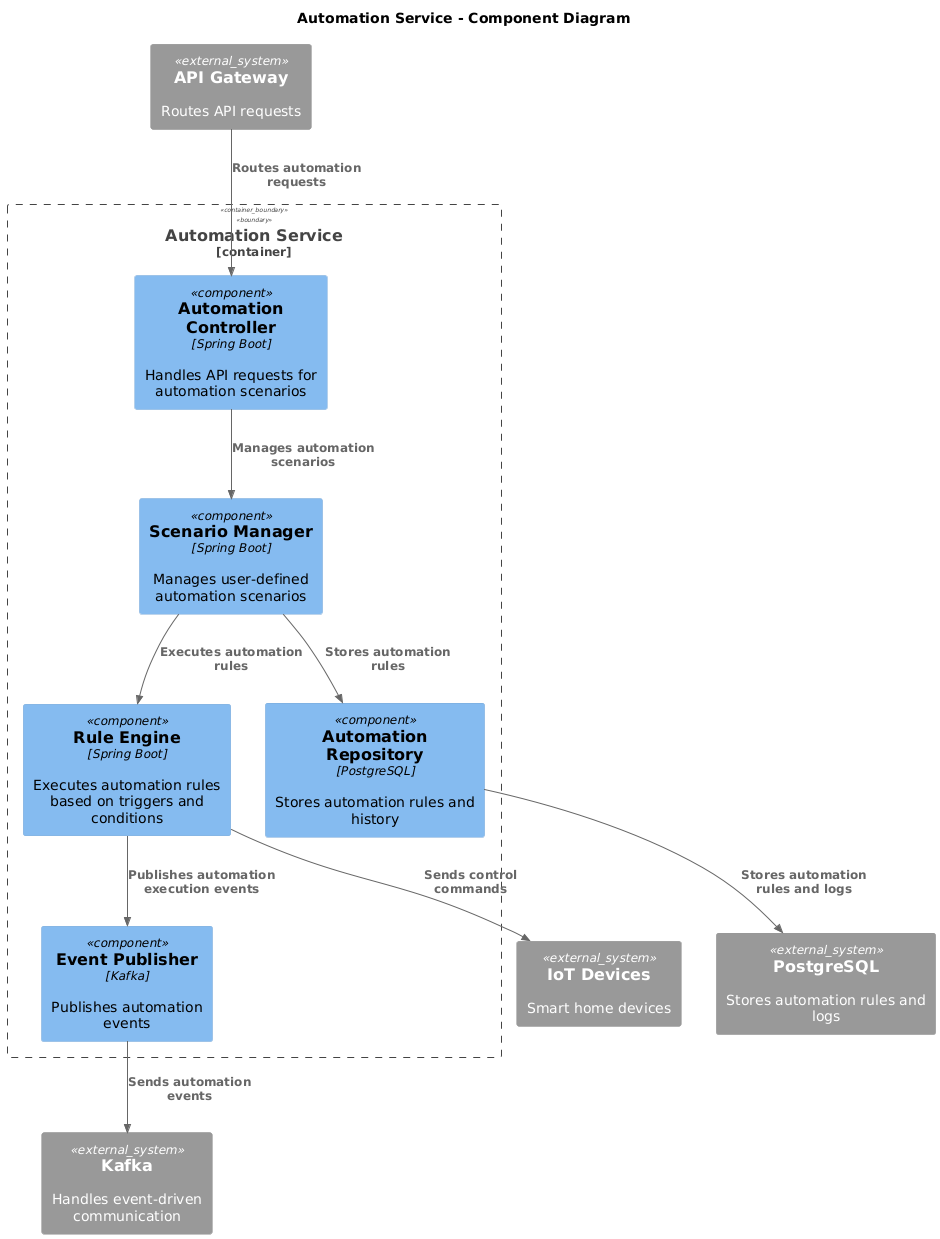 Automation Service - Component Diagram
«external_system»
API Gateway
Routes API requests
Routes automation
requests
«container_boundary»
«boundary»
Automation Service
[container]
«component»
Automation
Controller
[Spring Boot]
Handles API requests for
automation scenarios
Manages automation
scenarios
«component»
Scenario Manager
[Spring Boot]
Manages user-defined
automation scenarios
Executes automation
rules
Stores automation
rules
«component»
Rule Engine
[Spring Boot]
Executes automation rules
based on triggers and
conditions
«component»
Automation
Repository
[PostgreSQL]
Stores automation rules and
history
Publishes automation
execution events
Sends control
commands
Stores automation
rules and logs
«component»
Event Publisher
[Kafka]
Publishes automation
events
«external_system»
IoT Devices
Smart home devices
«external_system»
PostgreSQL
Stores automation rules and
logs
Sends automation
events
«external_system»
Kafka
Handles event-driven
communication